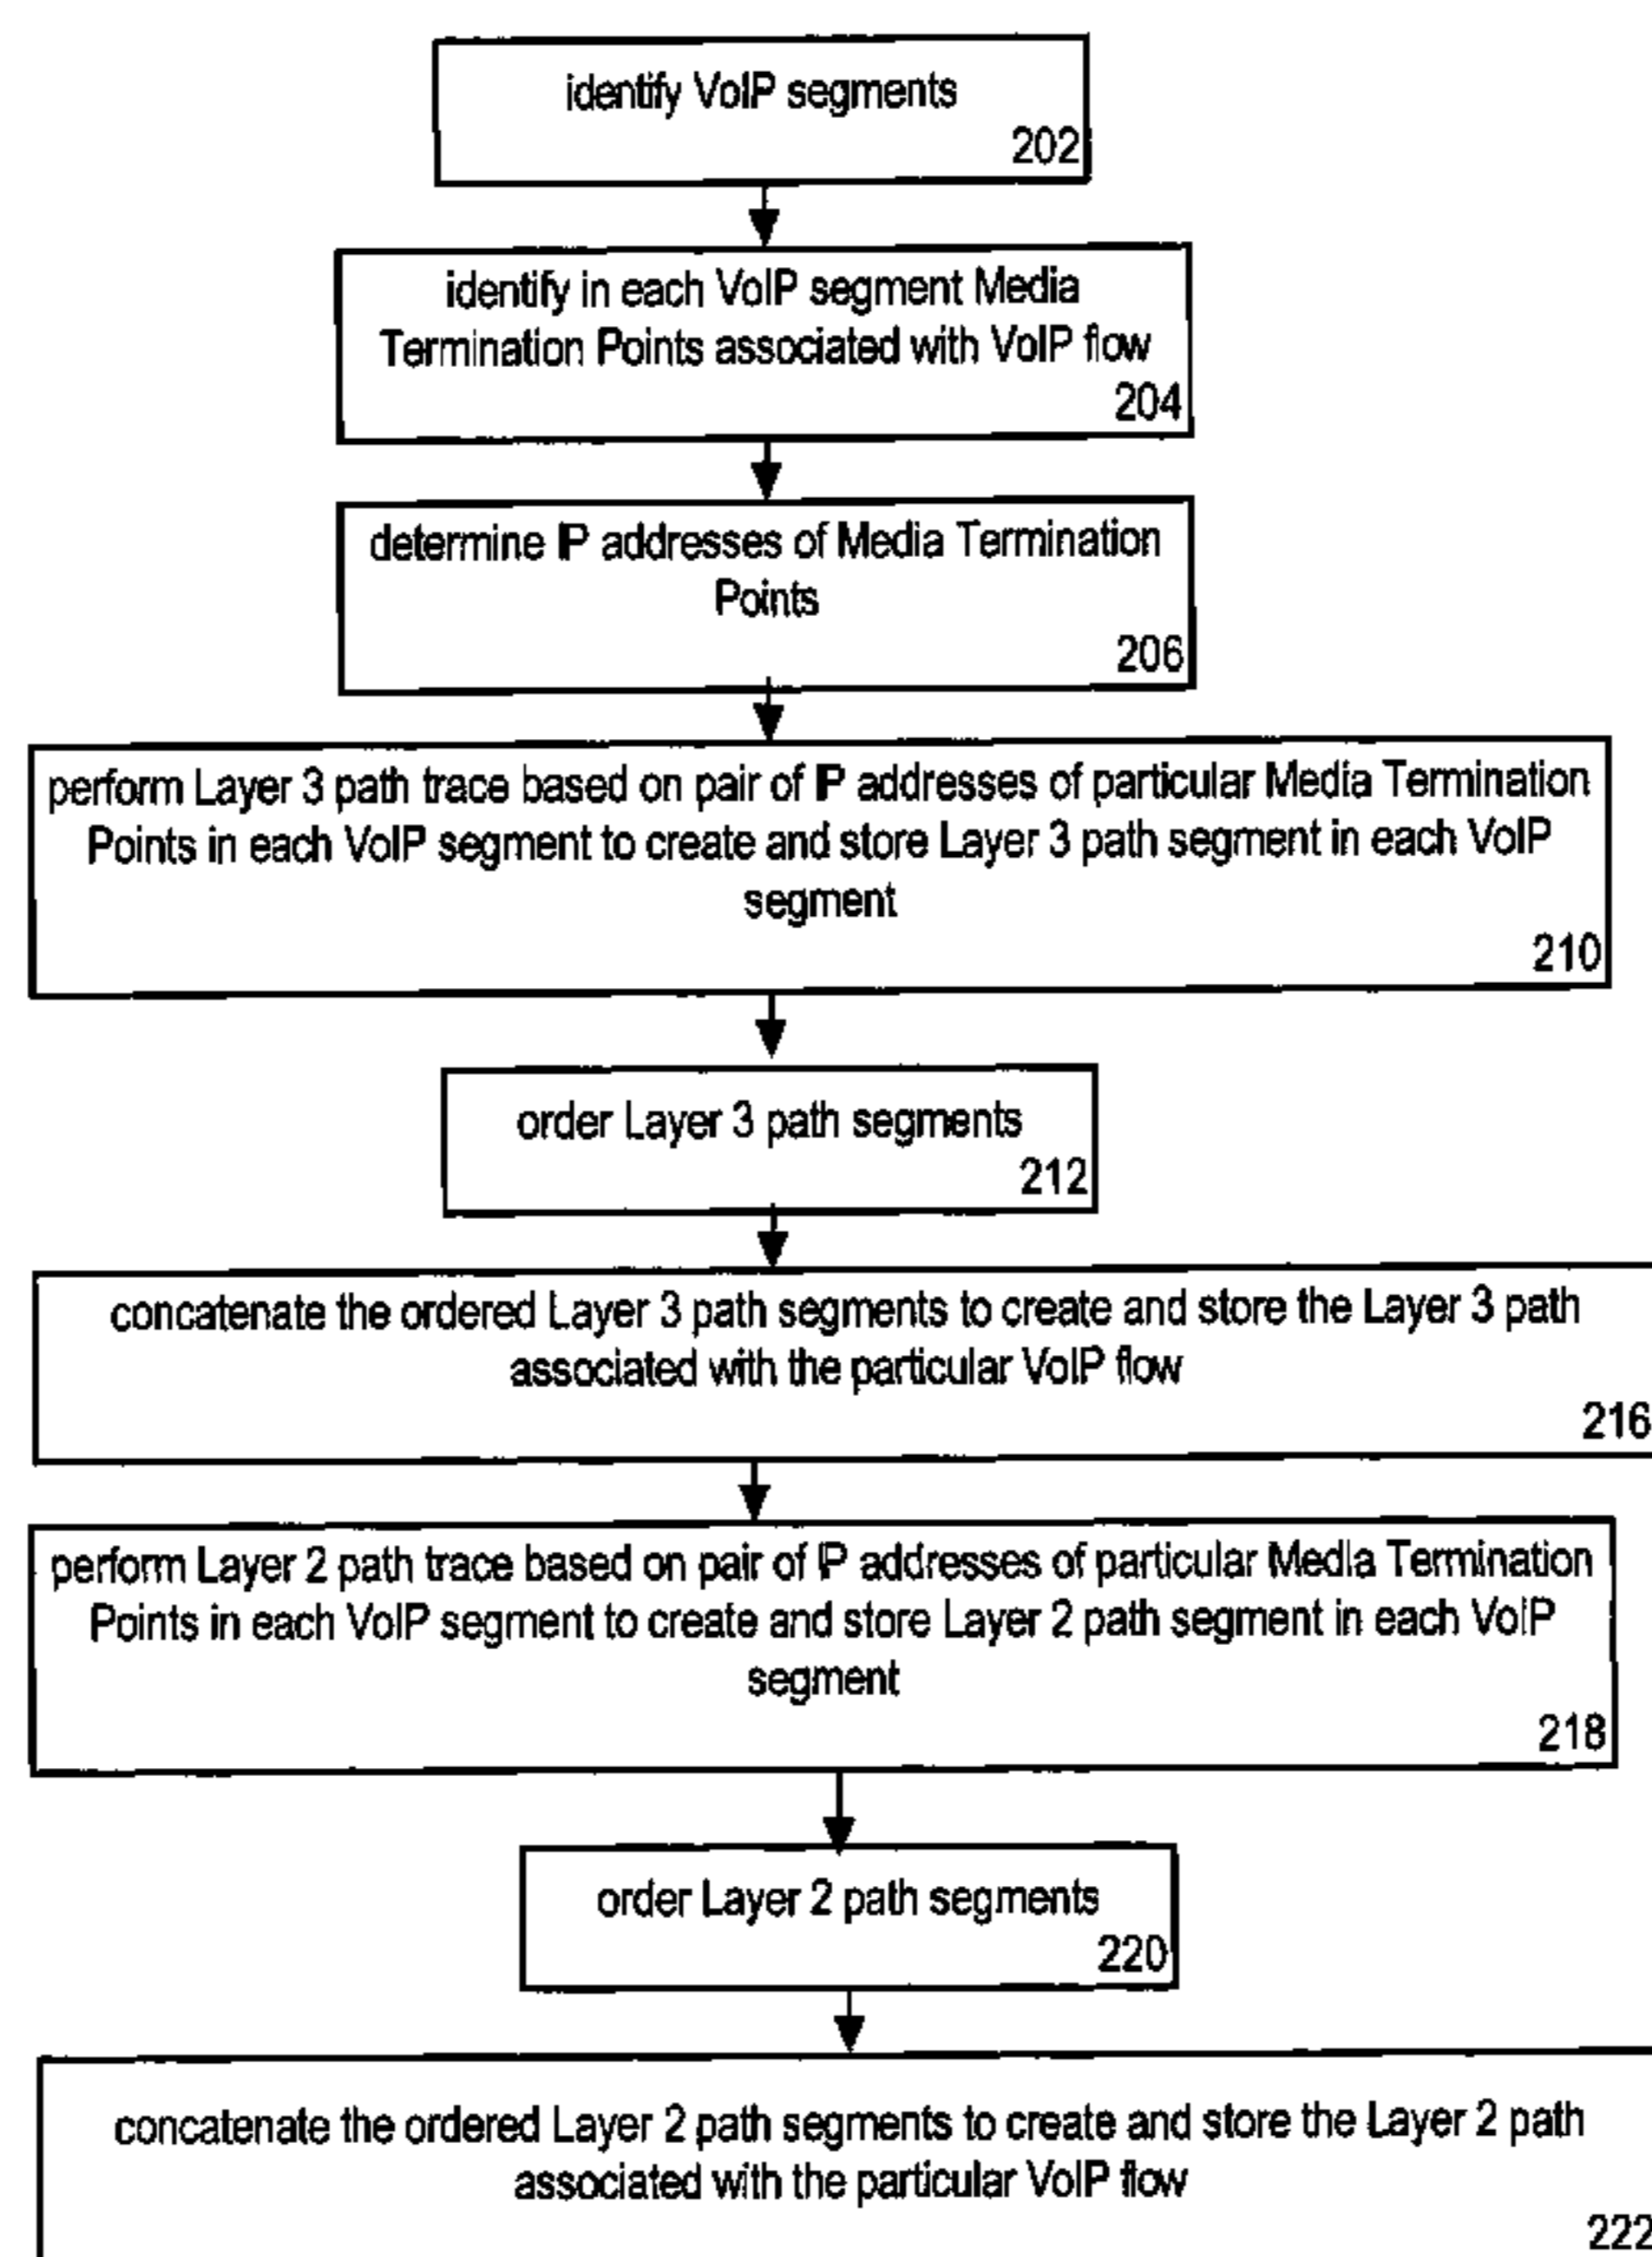 identify VoIP segments
202
identify in each VoIP segment Media
Termination Points associated with VoIP flow
204
determine IP addresses of Media Termination
Points
206
perform Layer 3 path trace based on pair of IP addresses of particular Media Termination
Points in each VoIP segment to create and store Layer 3 path segment in each VoIP
segment
210
order Layer 3 path segments
212
concatenate the ordered Layer 3 path segments to create and store the Layer 3 path
associated with the particular VoIP flow
216
perform Layer 2 path trace based on pair of IP addresses of particular Media Termination
Points in each VoIP segment to create and store Layer 2 path segment in each VoIP
segment
218
order Layer 2 path segments
220
concatenate the ordered Layer 2 path segments to create and store the Layer 2 path
associated with the particular VoIP flow
222